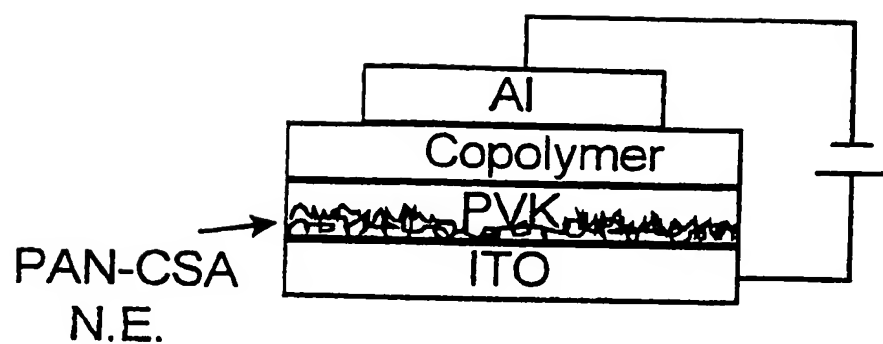 Al
Copolymer
PVK
PAN-CSA
N.E.
ITO